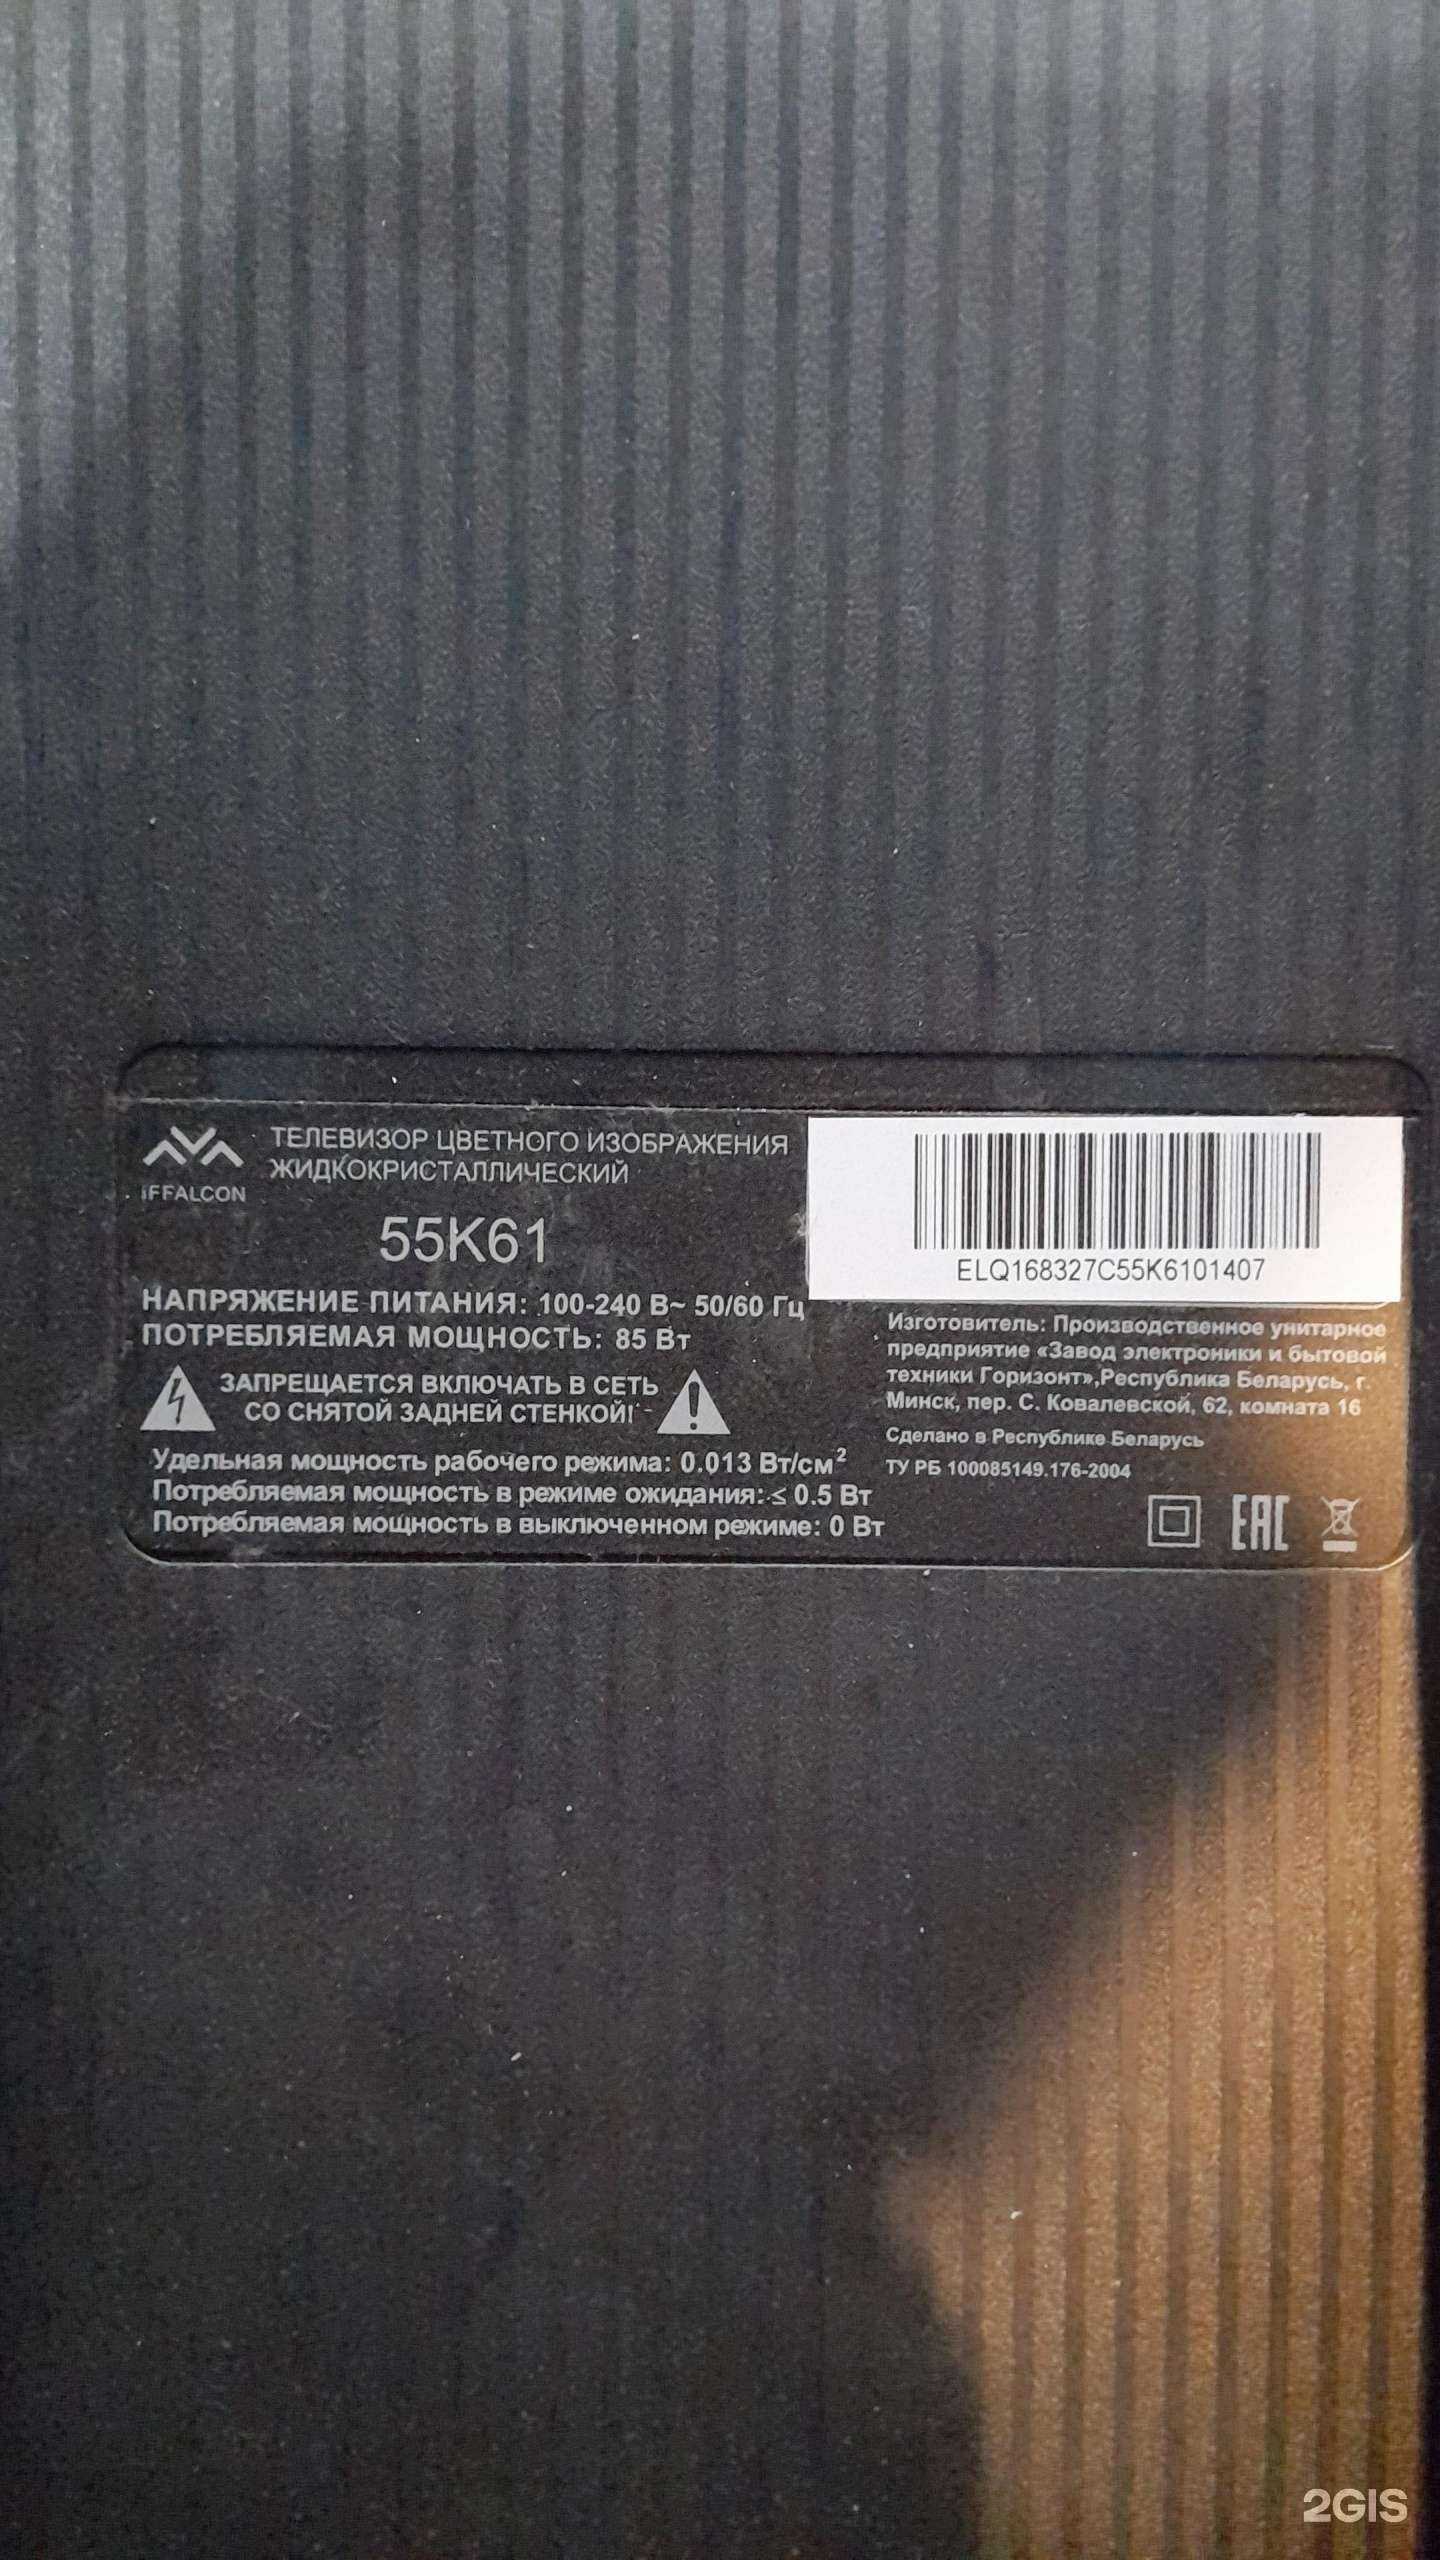 ТЕЛЕВИЗОР ЦВЕТНОГО ИЗОБРАЖЕНИЯ
ЖИДКОКРИСТАЛЛИЧЕСКИЙ
iFFALCON
55K61
НАПРЯЖЕНИЕ ПИТАНИЯ: 100-240 В~ 50/60 Гц
ПОТРЕБЛЯЕМАЯ МОЩНОСТЬ: 85 Вт
ЗАПРЕЩАЕТСЯ ВКЛЮЧАТЬ В СЕТЬ
СО СНЯТОЙ ЗАДНЕЙ СТЕНКОЙ!
Удельная мощность рабочего режима: 0.013 Вт/см²
Потребляемая мощность в режиме ожидания: ≤ 0.5 Вт
Потребляемая мощность в выключенном режиме: 0 Вт
ELQ168327C55K6101407
Изготовитель: Производственное унитарное
предприятие «Завод электроники и бытовой
техники Горизонт»,Республика Беларусь, г.
Минск, пер. С. Ковалевской, 62, комната 16
Сделано в Республике Беларусь
ТУ РБ 100085149.176-2004
EAC
2GIS